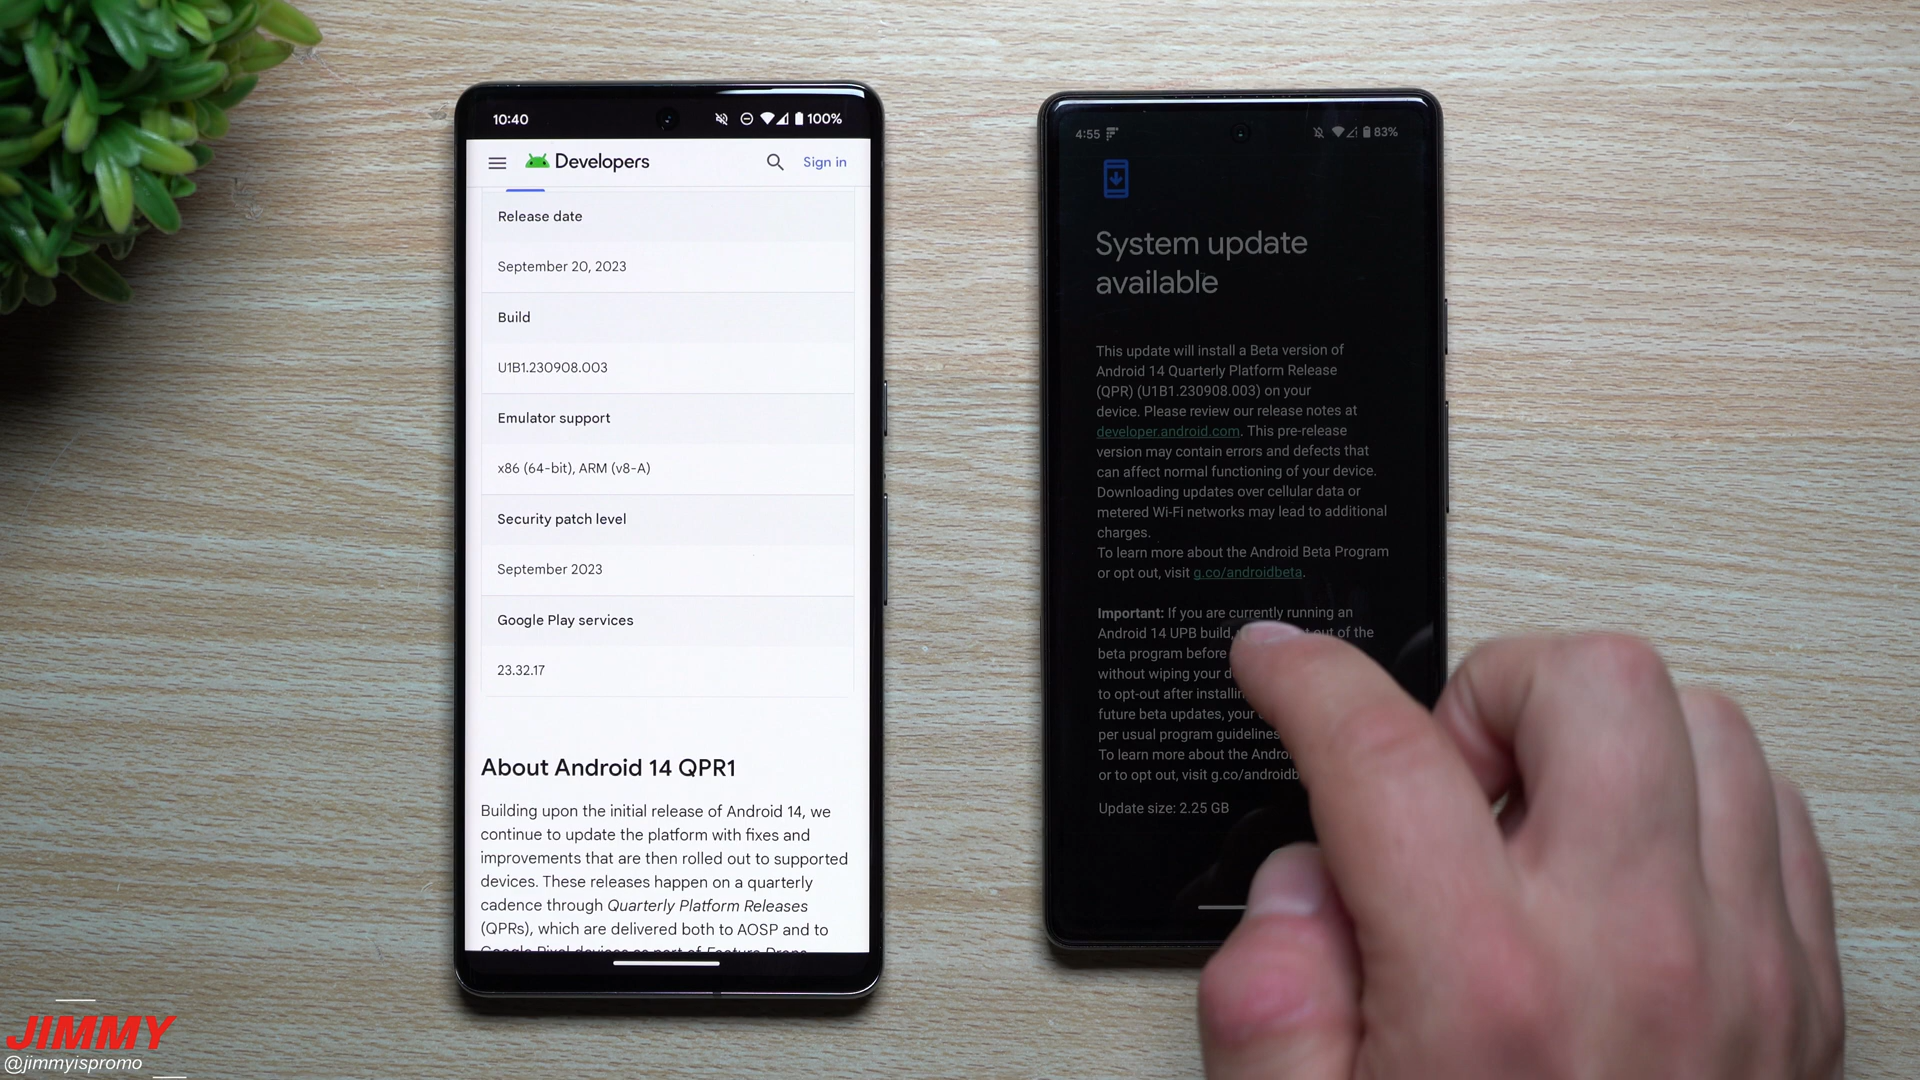 10:40
100%
Developers
Sign in
Release date
September 20, 2023
Build
U1B1.230908.003
Emulator support
x86 (64-bit), ARM (v8-A)
Security patch level
September 2023
Google Play services
23.32.17
About Android 14 QPR1
Building upon the initial release of Android 14, we
continue to update the platform with fixes and
improvements that are then rolled out to supported
devices. These releases happen on a quarterly
cadence through Quarterly Platform Releases
(QPRs), which are delivered both to AOSP and to
Google Pixel devices as part of Feature Drops
4:55
83%
System update
available
This update will install a Beta version of
Android 14 Quarterly Platform Release
(QPR) (U1B1.230908.003) on your
device. Please review our release notes at
developer.android.com. This pre-release
version may contain errors and defects that
can affect normal functioning of your device.
Downloading updates over cellular data or
metered Wi-Fi networks may lead to additional
charges.
To learn more about the Android Beta Program
or opt out, visit g.co/androidbeta.
Important: If you are currently running an
Android 14 UPB build, out of the
beta program before
without wiping your
to opt-out after
future beta updates, your
per usual program guidelines
To learn more about the
or to opt out, visit
Update size: 2.25 GB
JIMMY
@jimmyispromo